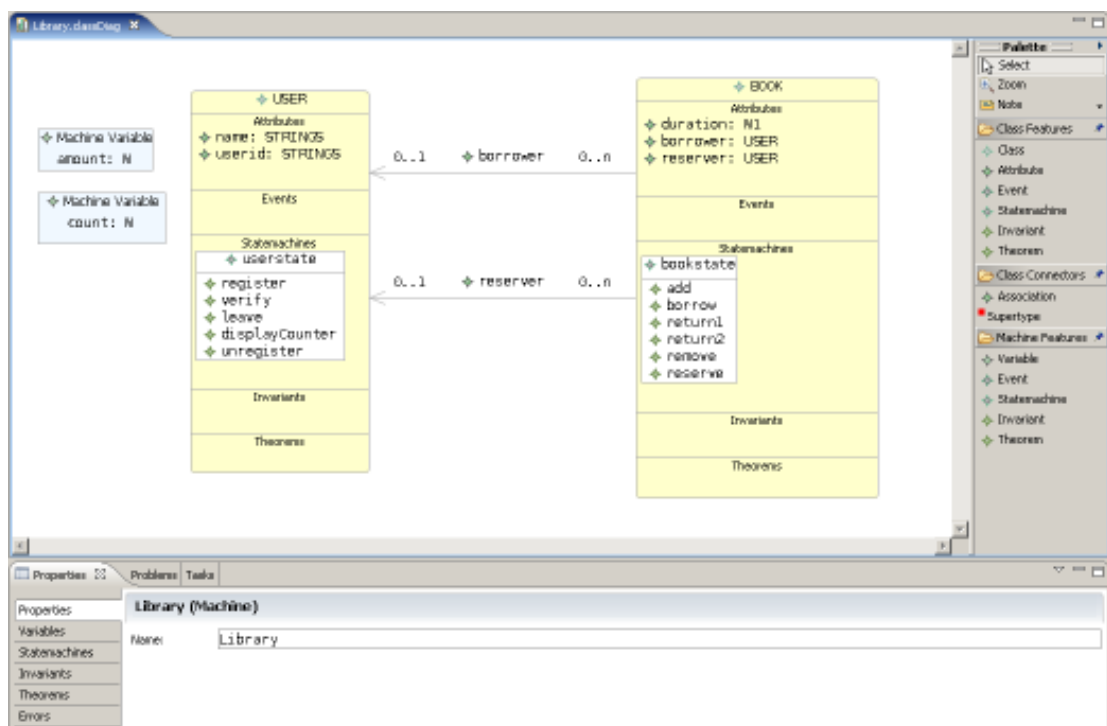 Library.classDiag
Machine Variable
amount: N
Machine Variable
count: N
USER
Attributes
name: STRINGS
userid: STRINGS
Events
Statemachines
userstate
register
verify
leave
displayCounter
unregister
Invariants
Theorems
0..1 borrower 0..n
0..1 reserver 0..n
BOOK
Attributes
duration: N1
borrower: USER
reserver: USER
Events
Statemachines
bookstate
add
borrow
return1
return2
remove
reserve
Invariants
Theorems
Palette
Select
Zoom
Note
Class Features
Class
Attribute
Event
Statemachine
Invariant
Theorem
Class Connectors
Association
Supertype
Machine Features
Variable
Event
Statemachine
Invariant
Theorem
Properties Problems Tasks
Properties
Variables
Statemachines
Invariants
Theorems
Errors
Library (Machine)
Name: Library